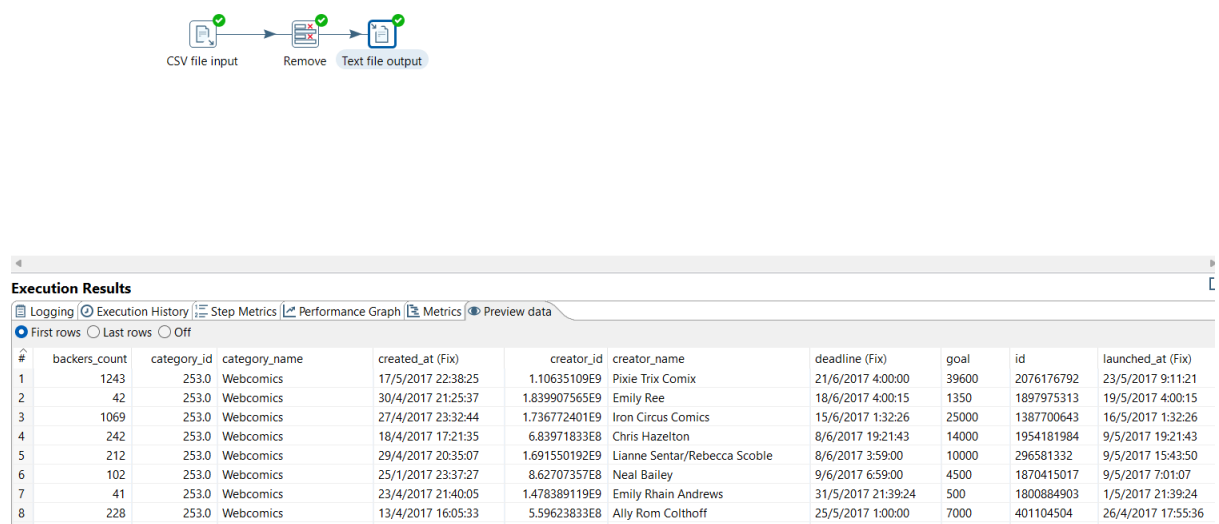 CSV file input Remove Text file output
Execution Results
Logging Execution History Step Metrics Performance Graph Metrics Preview data
First rows Last rows Off
# backers_count category_id category_name created_at (Fix) creator_id creator_name deadline (Fix) goal id launched_at (Fix)
1 1243 253.0 Webcomics 17/5/2017 22:38:25 1.10635109E9 Pixie Trix Comix 21/6/2017 4:00:00 39600 2076176792 23/5/2017 9:11:21
2 42 253.0 Webcomics 30/4/2017 21:25:37 1.839907565E9 Emily Ree 18/6/2017 4:00:15 1350 1897975313 19/5/2017 4:00:15
3 1069 253.0 Webcomics 27/4/2017 23:32:44 1.736772401E9 Iron Circus Comics 15/6/2017 1:32:26 25000 1387700643 16/5/2017 1:32:26
4 242 253.0 Webcomics 18/4/2017 17:21:35 6.83971833E8 Chris Hazelton 8/6/2017 19:21:43 14000 1954181984 9/5/2017 19:21:43
5 212 253.0 Webcomics 29/4/2017 20:35:07 1.691550192E9 Lianne Sentar/Rebecca Scoble 8/6/2017 3:59:00 10000 296581332 9/5/2017 15:43:50
6 102 253.0 Webcomics 25/1/2017 23:37:27 8.62707357E8 Neal Bailey 9/6/2017 6:59:00 4500 1870415017 9/5/2017 7:01:07
7 41 253.0 Webcomics 23/4/2017 21:40:05 1.478389119E9 Emily Rhain Andrews 31/5/2017 21:39:24 500 1800884903 1/5/2017 21:39:24
8 228 253.0 Webcomics 13/4/2017 16:05:33 5.59623833E8 Ally Rom Colthoff 25/5/2017 1:00:00 7000 401104504 26/4/2017 17:55:36